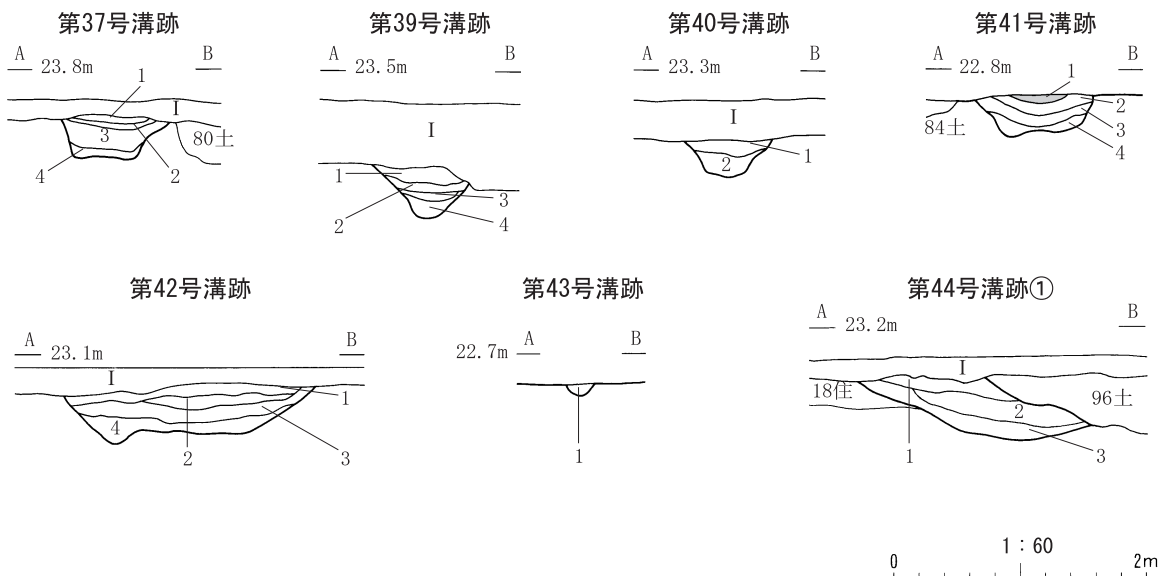 第37号溝跡
A 23.8m B
1
I
3
80土
4
2
第39号溝跡
A 23.5m B
I
1
3
2
4
第40号溝跡
A 23.3m B
I
1
2
第41号溝跡
A 22.8m B
1
2
84土
3
4
第42号溝跡
A 23.1m B
I
1
4
2
3
第43号溝跡
22.7m A B
1
第44号溝跡①
A 23.2m B
I
18住
96土
2
1
3
1:60
0 2m